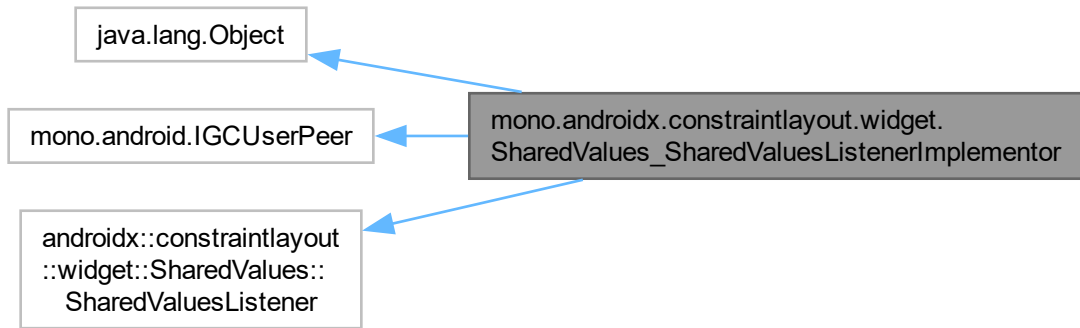 java.lang.Object
mono.android.IGCUserPeer
androidx::constraintlayout
::widget::SharedValues::
SharedValuesListener
mono.androidx.constraintlayout.widget.
SharedValues_SharedValuesListenerImplementor